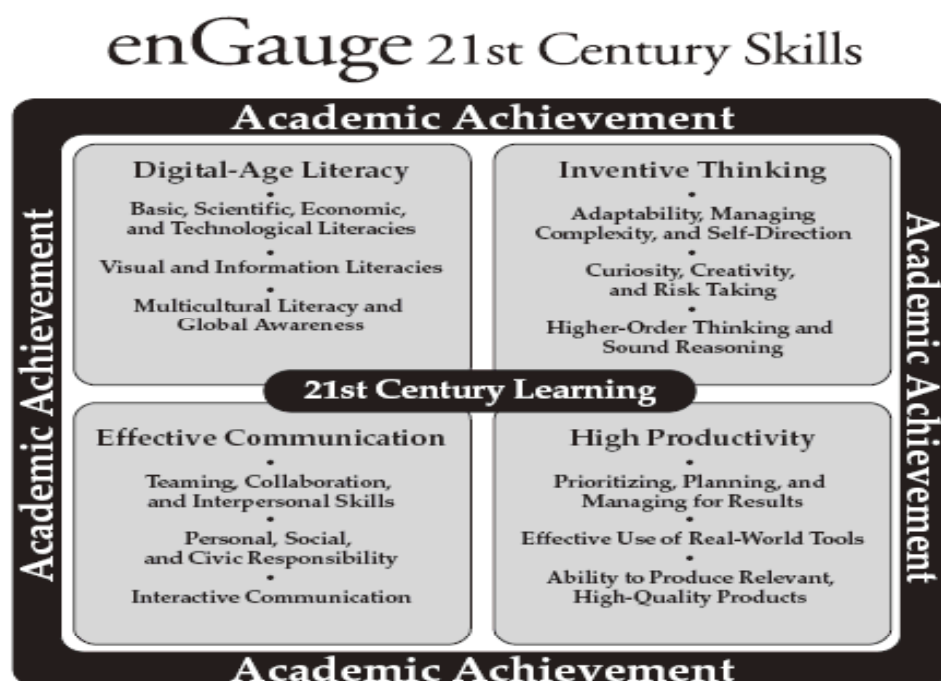 enGauge 21st Century Skills
Academic Achievement
Academic Achievement
Digital-Age Literacy
•
Basic, Scientific, Economic,
and Technological Literacies
•
Visual and Information Literacies
•
Multicultural Literacy and
Global Awareness
Inventive Thinking
•
Adaptability, Managing
Complexity, and Self-Direction
•
Curiosity, Creativity,
and Risk Taking
•
Higher-Order Thinking and
Sound Reasoning
Academic Achievement
21st Century Learning
Effective Communication
•
Teaming, Collaboration,
and Interpersonal Skills
•
Personal, Social,
and Civic Responsibility
•
Interactive Communication
High Productivity
•
Prioritizing, Planning, and
Managing for Results
•
Effective Use of Real-World Tools
•
Ability to Produce Relevant,
High-Quality Products
Academic Achievement